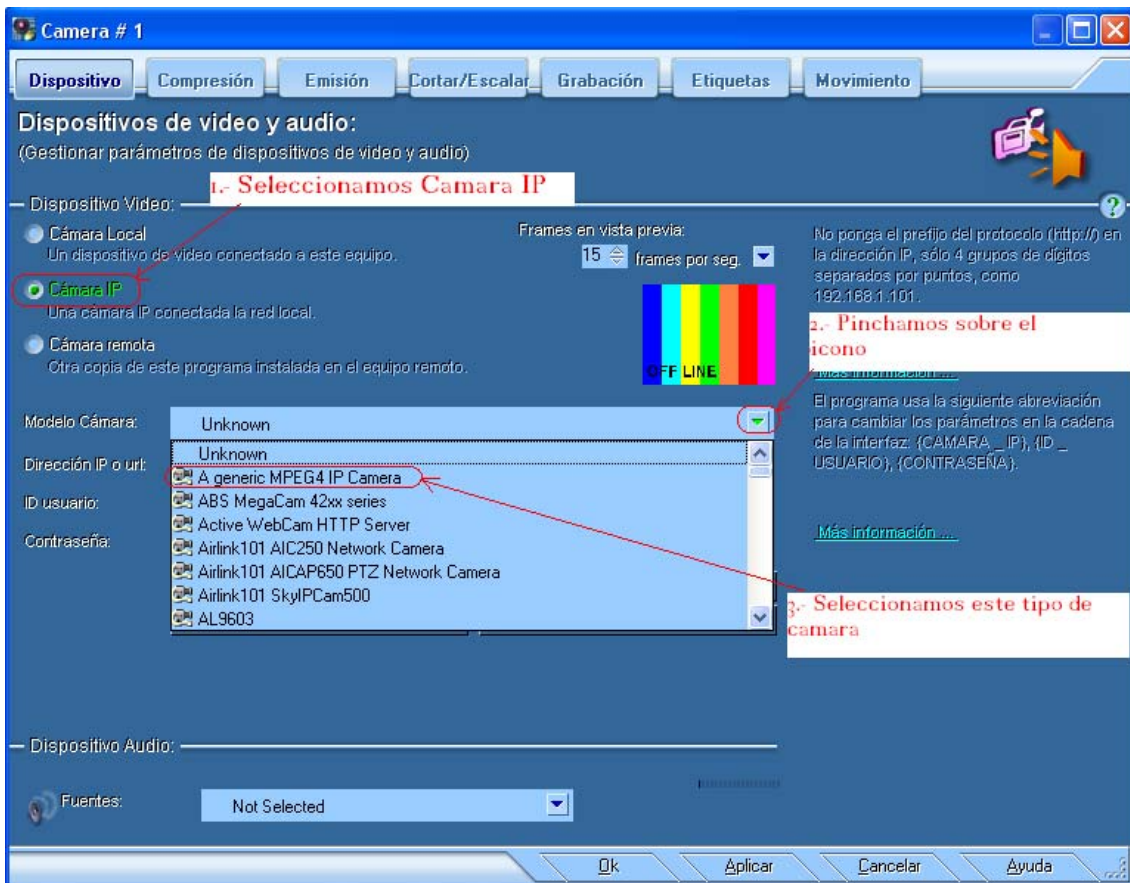 Camera # 1
Dispositivo Compresión Emisión Cortar/Escalar Grabación Etiquetas Movimiento
Dispositivos de video y audio:
(Gestionar parámetros de dispositivos de video y audio)
1.- Seleccionamos Camara IP
Dispositivo Video:
Cámara Local
Un dispositivo de video conectado a este equipo.
Cámara IP
Una cámara IP conectada la red local.
Cámara remota
Otra copia de este programa instalada en el equipo remoto.
Frames en vista previa:
15 frames por seg.
OFF LINE
No ponga el prefijo del protocolo (http://) en
la dirección IP, sólo 4 grupos de dígitos
separados por puntos, como
192.168.1.101.
2.- Pinchamos sobre el
icono
Más información ...
El programa usa la siguiente abreviación
para cambiar los parámetros en la cadena
de la interfaz: {CAMARA _ IP}, {ID _
USUARIO}, {CONTRASEÑA}.
Más información ...
Modelo Cámara:
Unknown
Dirección IP o url:
ID usuario:
Contraseña:
Unknown
A generic MPEG4 IP Camera
ABS MegaCam 42xx series
Active WebCam HTTP Server
Airlink101 AIC250 Network Camera
Airlink101 AICAP650 PTZ Network Camera
Airlink101 SkyIPCam500
AL9603
3.- Seleccionamos este tipo de
camara
Dispositivo Audio:
Fuentes:
Not Selected
Ok Aplicar Cancelar Ayuda